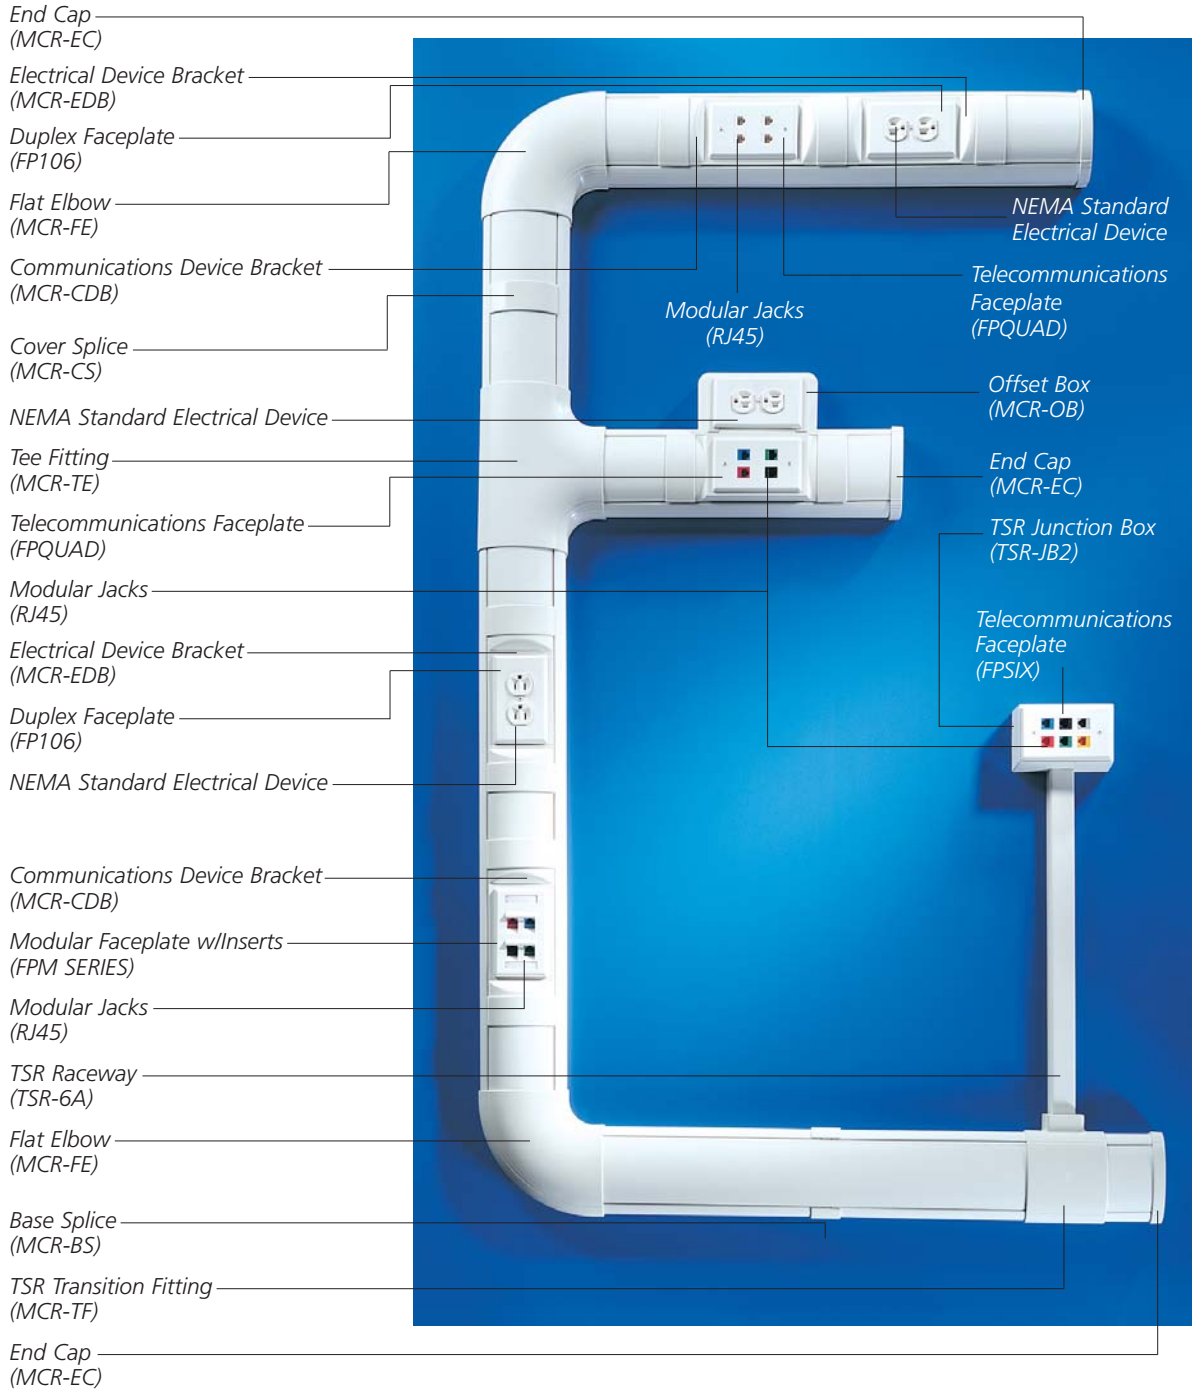 End Cap
(MCR-EC)
Electrical Device Bracket
(MCR-EDB)
Duplex Faceplate
(FP106)
Flat Elbow
(MCR-FE)
Communications Device Bracket
(MCR-CDB)
Cover Splice
(MCR-CS)
NEMA Standard Electrical Device
Tee Fitting
(MCR-TE)
Telecommunications Faceplate
(FPQUAD)
Modular Jacks
(RJ45)
Electrical Device Bracket
(MCR-EDB)
Duplex Faceplate
(FP106)
NEMA Standard Electrical Device
Communications Device Bracket
(MCR-CDB)
Modular Faceplate w/Inserts
(FPM SERIES)
Modular Jacks
(RJ45)
TSR Raceway
(TSR-6A)
Flat Elbow
(MCR-FE)
Base Splice
(MCR-BS)
TSR Transition Fitting
(MCR-TF)
End Cap
(MCR-EC)
NEMA Standard
Electrical Device
Telecommunications
Faceplate
(FPQUAD)
Modular Jacks
(RJ45)
Offset Box
(MCR-OB)
End Cap
(MCR-EC)
TSR Junction Box
(TSR-JB2)
Telecommunications
Faceplate
(FPSIX)